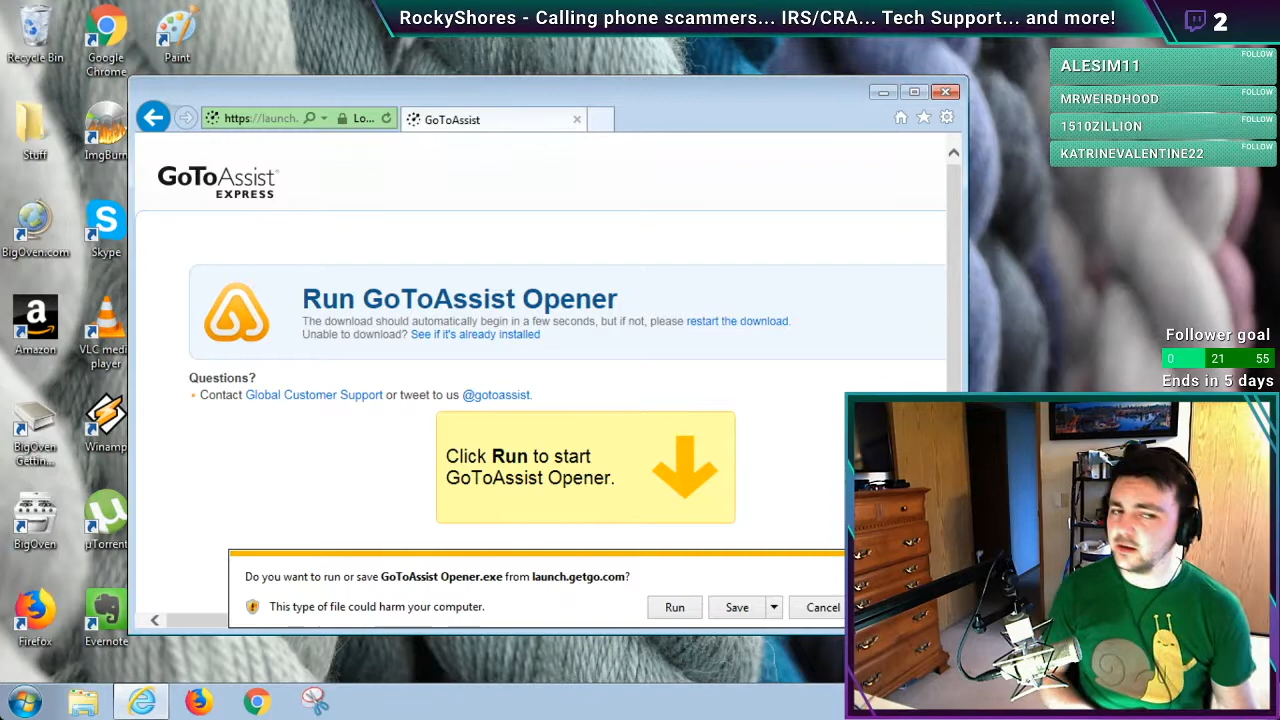 RockyShores - Calling phone scammers... IRS/CRA... Tech Support... and more!
2
ALESIM11 FOLLOW
MRWEIRDHOOD FOLLOW
1510ZILLION FOLLOW
KATRINEVALENTINE22 FOLLOW
Follower goal
0 21 55
Ends in 5 days
Recycle Bin
Google Chrome
Paint
Stuff
ImgBurn
BigOven.com
Skype
Amazon
VLC media player
BigOven Gettin...
Winamp
BigOven
µTorrent
Firefox
Evernote
https://launch. Lo...
GoToAssist
GoToAssist
EXPRESS
Run GoToAssist Opener
The download should automatically begin in a few seconds, but if not, please restart the download.
Unable to download? See if it's already installed
Questions?
Contact Global Customer Support or tweet to us @gotoassist.
Click Run to start
GoToAssist Opener.
Do you want to run or save GoToAssist Opener.exe from launch.getgo.com?
This type of file could harm your computer.
Run
Save
Cancel